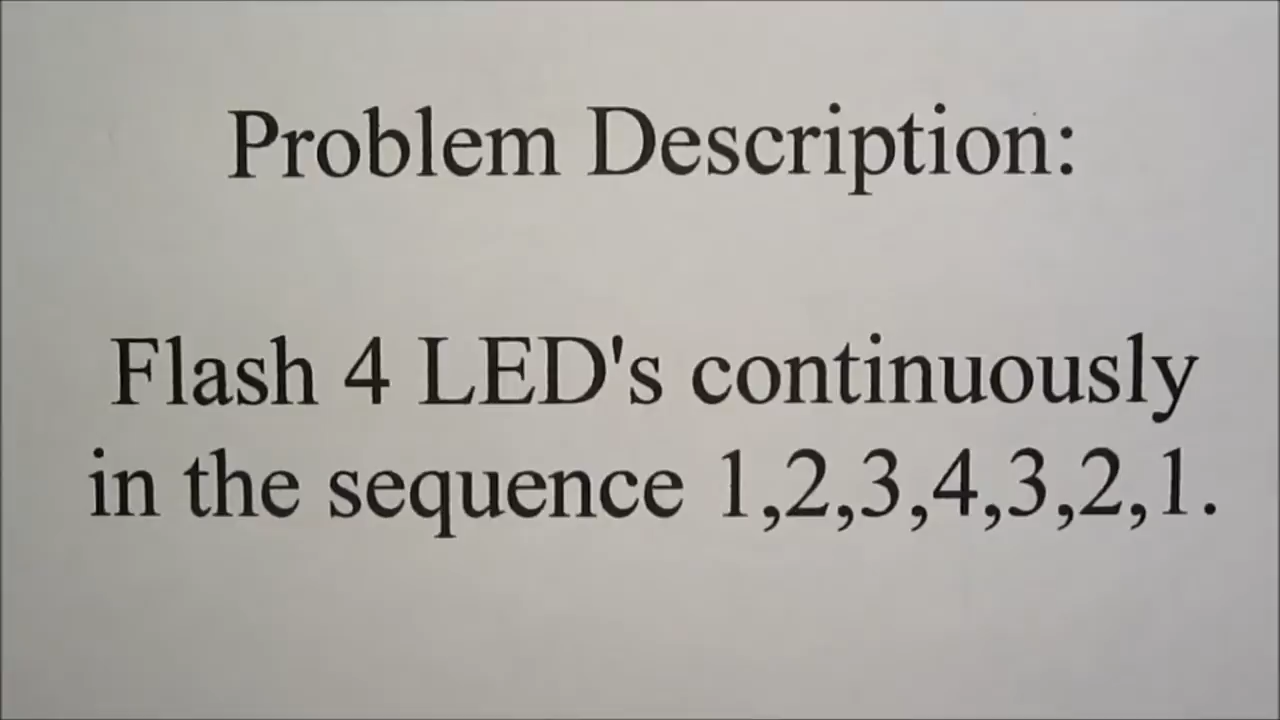 Problem Description:
Flash 4 LED's continuously
in the sequence 1,2,3,4,3,2,1.